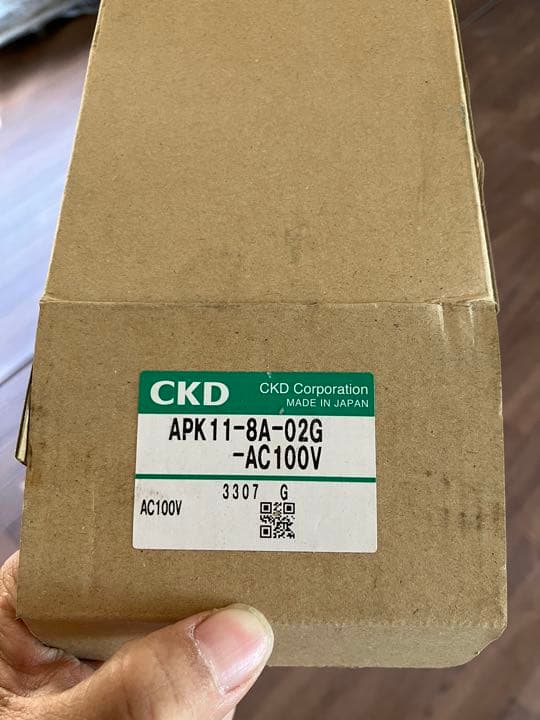 CKD CKD Corporation
MADE IN JAPAN
APK11-8A-02G
-AC100V
3307 G
AC100V